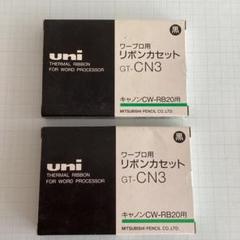 uni
THERMAL RIBBON
FOR WORD PROCESSOR
黒
ワープロ用
リボンカセット
GT-CN3
キャノンCW-RB20用
MITSUBISHI PENCIL CO., LTD.
uni
THERMAL RIBBON
FOR WORD PROCESSOR
黒
ワープロ用
リボンカセット
GT-CN3
キャノンCW-RB20用
MITSUBISHI PENCIL CO., LTD.